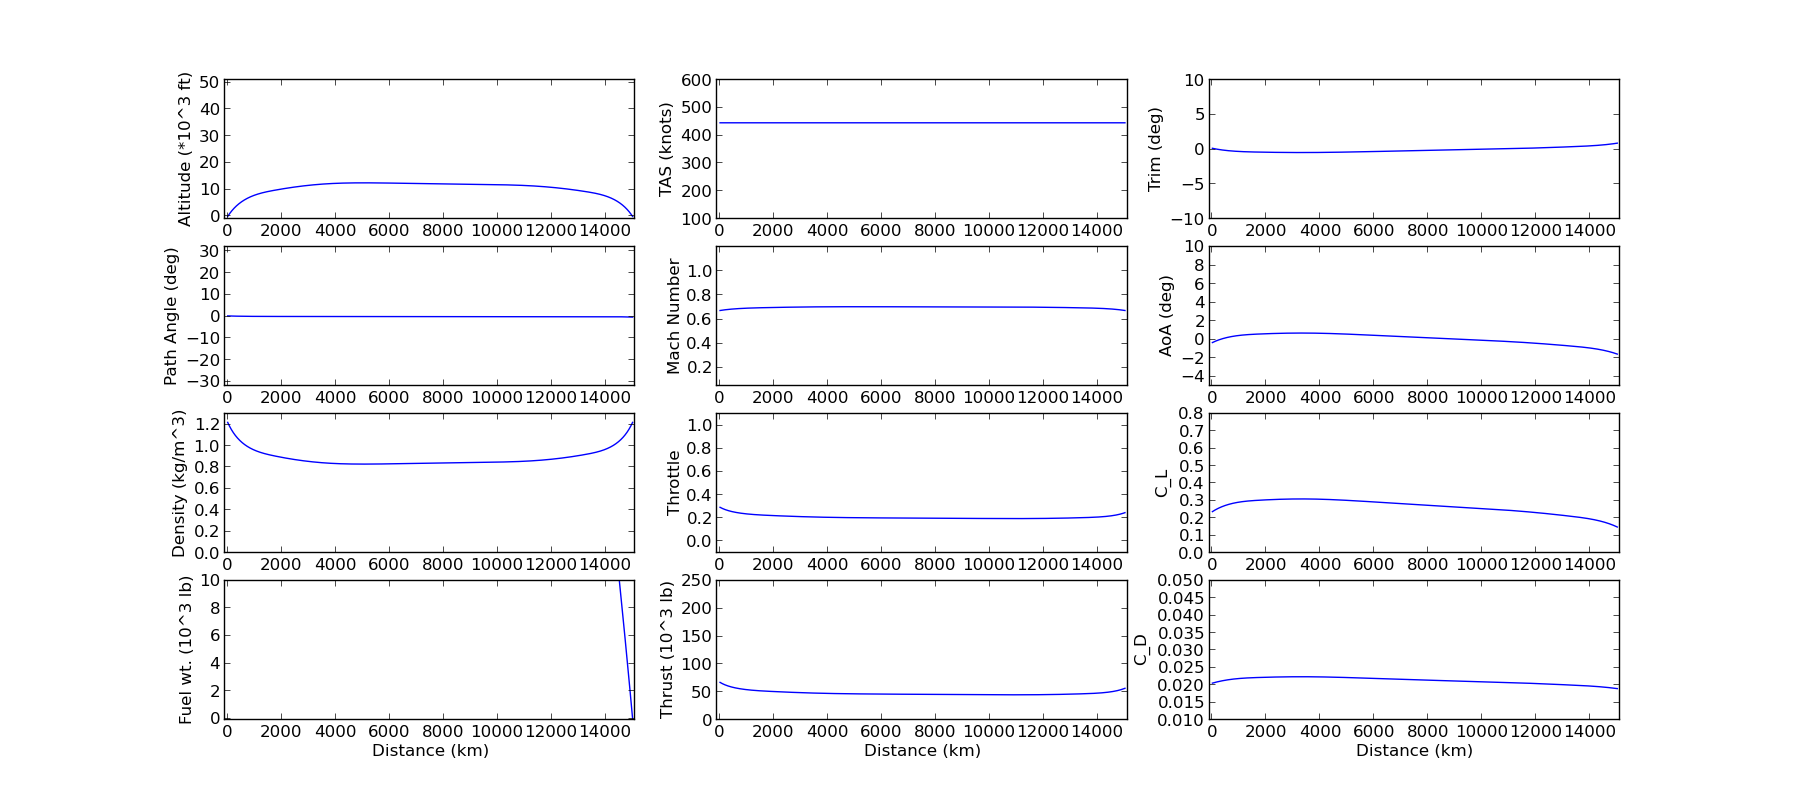 Altitude (*10^3 ft)
50
40
30
20
10
0
0 2000 4000 6000 8000 10000 12000 14000
TAS (knots)
600
500
400
300
200
100
0 2000 4000 6000 8000 10000 12000 14000
Trim (deg)
10
5
0
−5
−10
0 2000 4000 6000 8000 10000 12000 14000
Path Angle (deg)
30
20
10
0
−10
−20
−30
0 2000 4000 6000 8000 10000 12000 14000
Mach Number
1.0
0.8
0.6
0.4
0.2
0 2000 4000 6000 8000 10000 12000 14000
AoA (deg)
10
8
6
4
2
0
−2
−4
0 2000 4000 6000 8000 10000 12000 14000
Density (kg/m^3)
1.2
1.0
0.8
0.6
0.4
0.2
0.0
0 2000 4000 6000 8000 10000 12000 14000
Throttle
1.0
0.8
0.6
0.4
0.2
0.0
0 2000 4000 6000 8000 10000 12000 14000
C_L
0.8
0.7
0.6
0.5
0.4
0.3
0.2
0.1
0.0
0 2000 4000 6000 8000 10000 12000 14000
Fuel wt. (10^3 lb)
10
8
6
4
2
0
0 2000 4000 6000 8000 10000 12000 14000
Distance (km)
Thrust (10^3 lb)
250
200
150
100
50
0
0 2000 4000 6000 8000 10000 12000 14000
Distance (km)
C_D
0.050
0.045
0.040
0.035
0.030
0.025
0.020
0.015
0.010
0 2000 4000 6000 8000 10000 12000 14000
Distance (km)